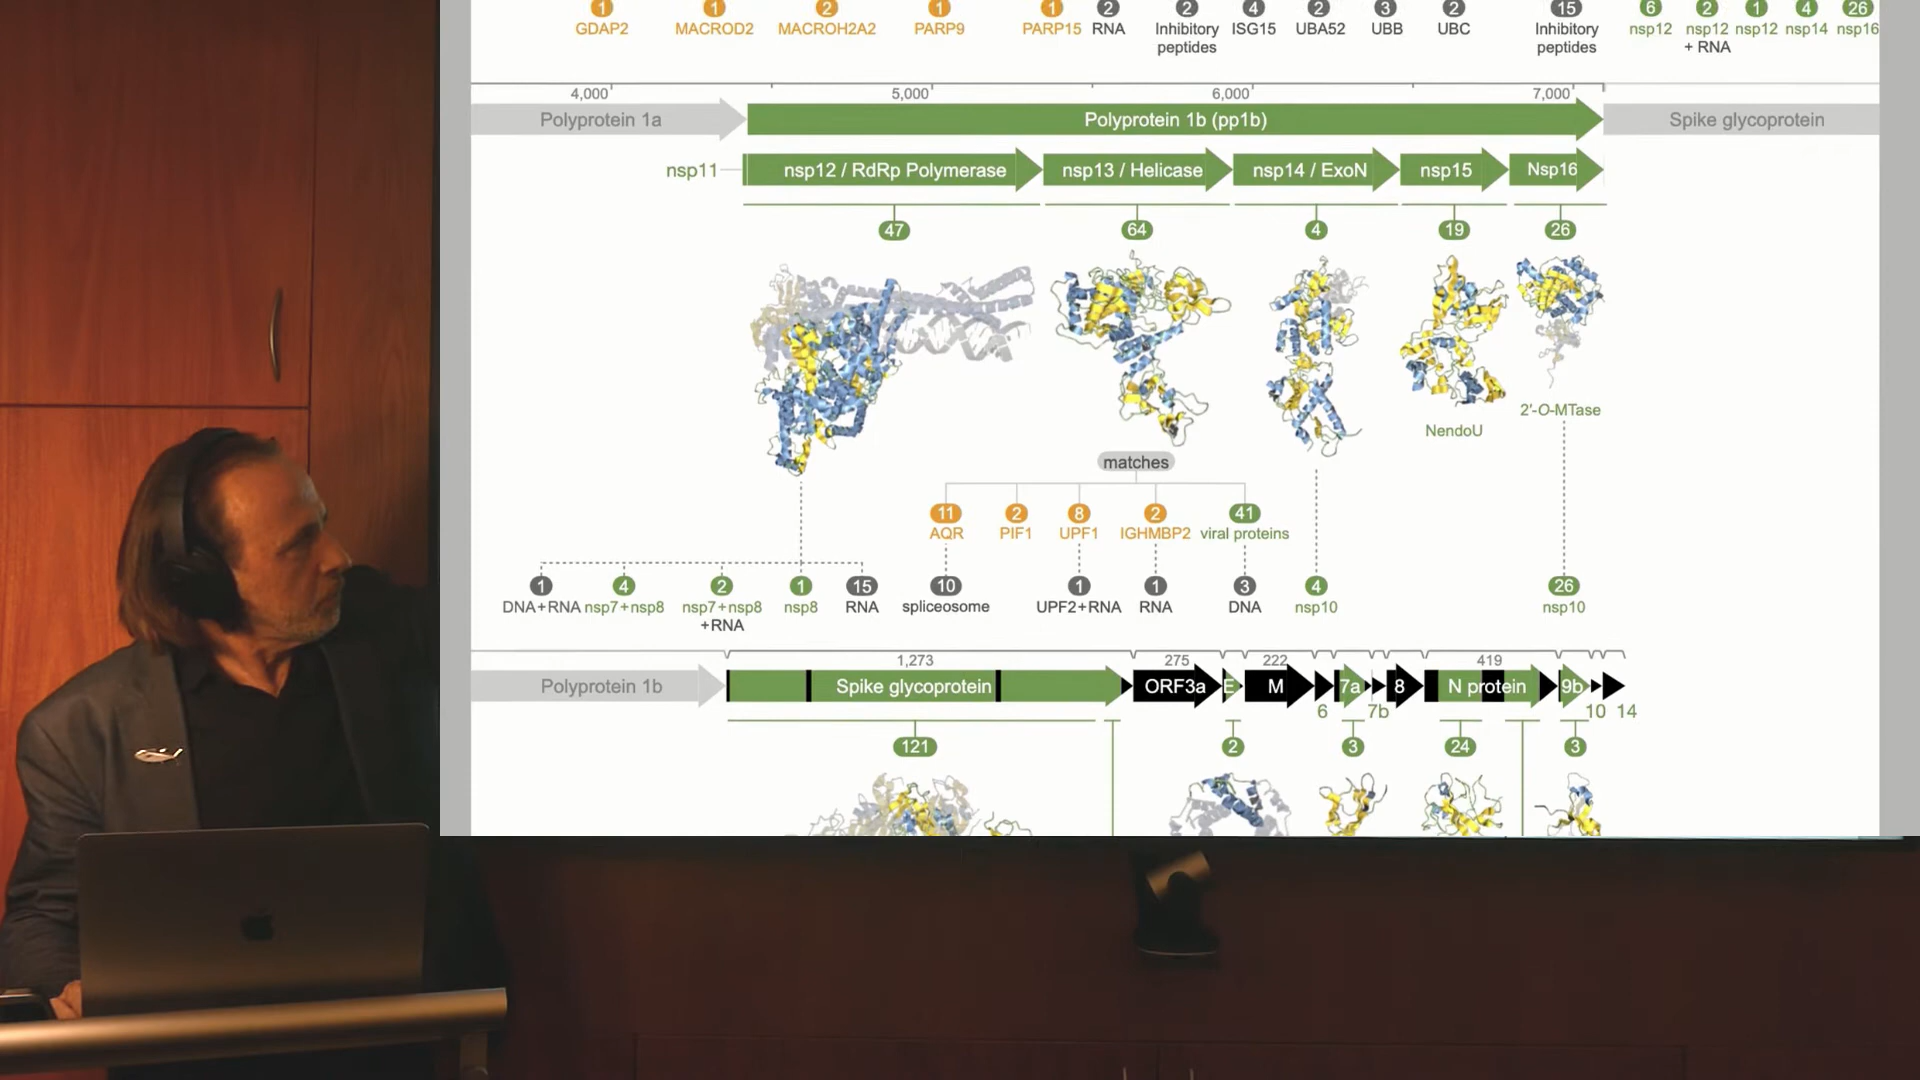 1 1 2 1 1 2 2 4 2 3 2 15 6 2 1 4 26
GDAP2 MACROD2 MACROH2A2 PARP9 PARP15 RNA Inhibitory peptides ISG15 UBA52 UBB UBC Inhibitory peptides nsp12 nsp12 + RNA nsp12 nsp14 nsp16
4,000 5,000 6,000 7,000
Polyprotein 1a Polyprotein 1b (pp1b) Spike glycoprotein
nsp11 nsp12 / RdRp Polymerase nsp13 / Helicase nsp14 / ExoN nsp15 Nsp16
47 64 4 19 26
2'-O-MTase
NendoU
matches
11 2 8 2 41
AQR PIF1 UPF1 IGHMBP2 viral proteins
1 4 2 1 15 10 1 1 3 4 26
DNA+RNA nsp7+nsp8 nsp7+nsp8 +RNA nsp8 RNA spliceosome UPF2+RNA RNA DNA nsp10 nsp10
1,273 275 222 419
Polyprotein 1b Spike glycoprotein ORF3a E M 7a 8 N protein 9b
6 7b 10 14
121 2 3 24 3